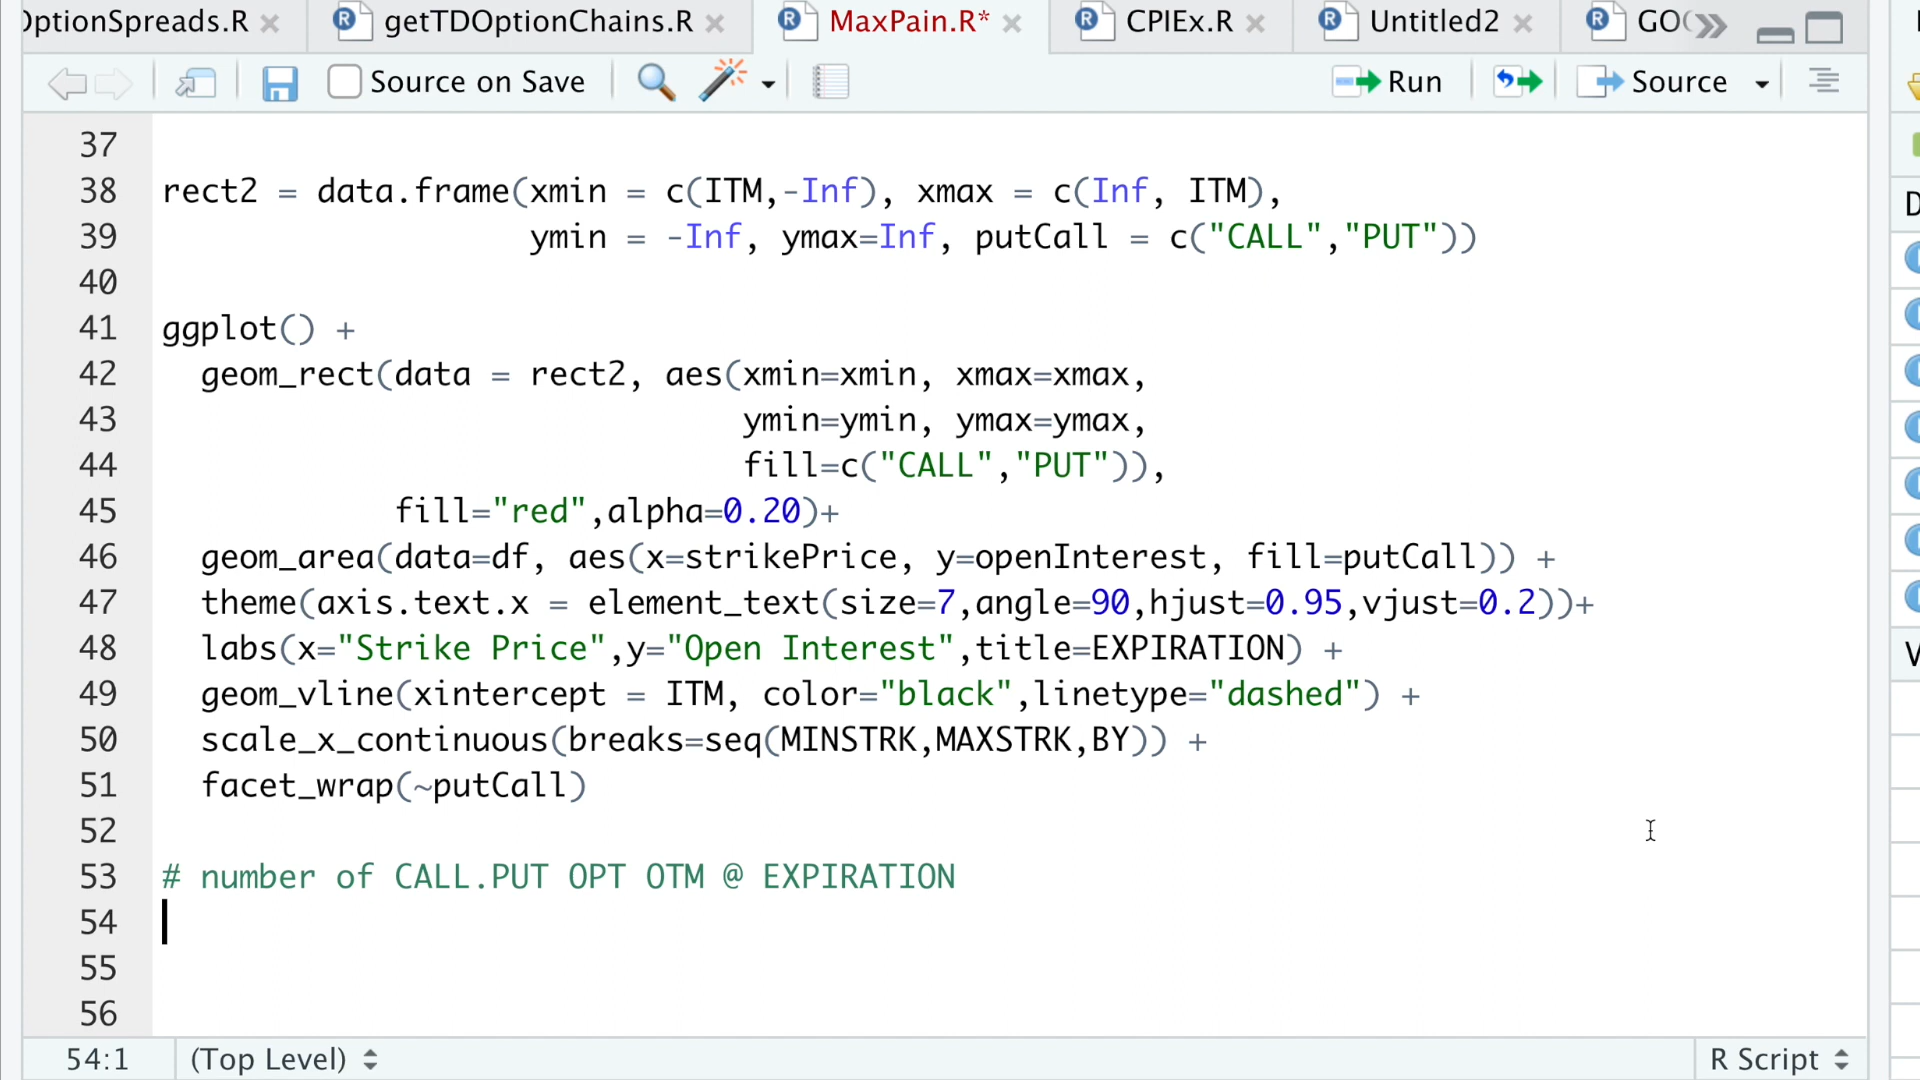 ptionSpreads.R
getTDOptionChains.R
MaxPain.R*
CPIEx.R
Untitled2
GO
Source on Save
Run
Source
37
38 rect2 = data.frame(xmin = c(ITM,-Inf), xmax = c(Inf, ITM),
39 ymin = -Inf, ymax=Inf, putCall = c("CALL","PUT"))
40
41 ggplot() +
42 geom_rect(data = rect2, aes(xmin=xmin, xmax=xmax,
43 ymin=ymin, ymax=ymax,
44 fill=c("CALL","PUT")),
45 fill="red",alpha=0.20)+
46 geom_area(data=df, aes(x=strikePrice, y=openInterest, fill=putCall)) +
47 theme(axis.text.x = element_text(size=7,angle=90,hjust=0.95,vjust=0.2))+
48 labs(x="Strike Price",y="Open Interest",title=EXPIRATION) +
49 geom_vline(xintercept = ITM, color="black",linetype="dashed") +
50 scale_x_continuous(breaks=seq(MINSTRK,MAXSTRK,BY)) +
51 facet_wrap(~putCall)
52
53 # number of CALL.PUT OPT OTM @ EXPIRATION
54
55
56
54:1 (Top Level)
R Script